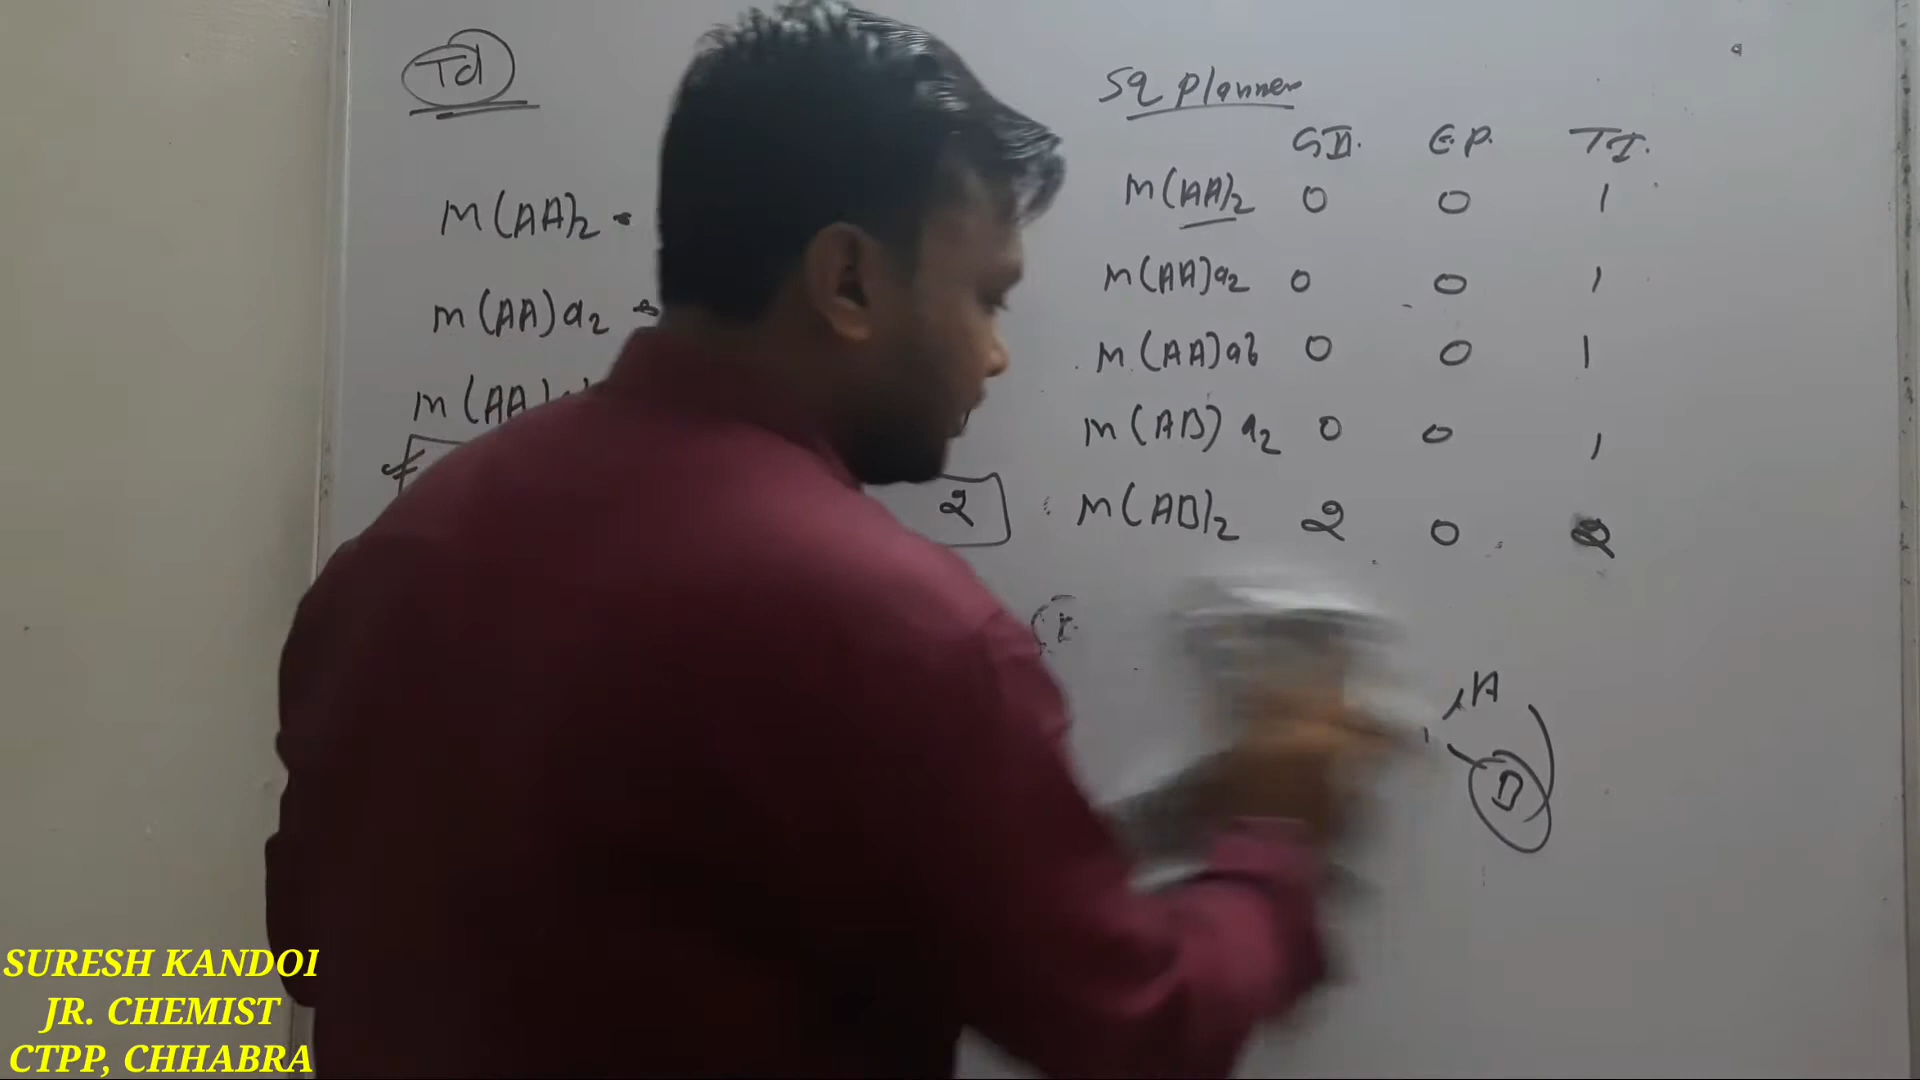 Td
M(AA)2
M(AA)a2
M(AA)
2
Sq planner
G.I. E.P. T.I.
M(AA)2 0 0 1
M(AA)a2 0 0 1
M(AA)ab 0 0 1
M(AB)a2 0 0 1
M(AB)2 2 0 2
A
B
SURESH KANDOI
JR. CHEMIST
CTPP, CHHABRA